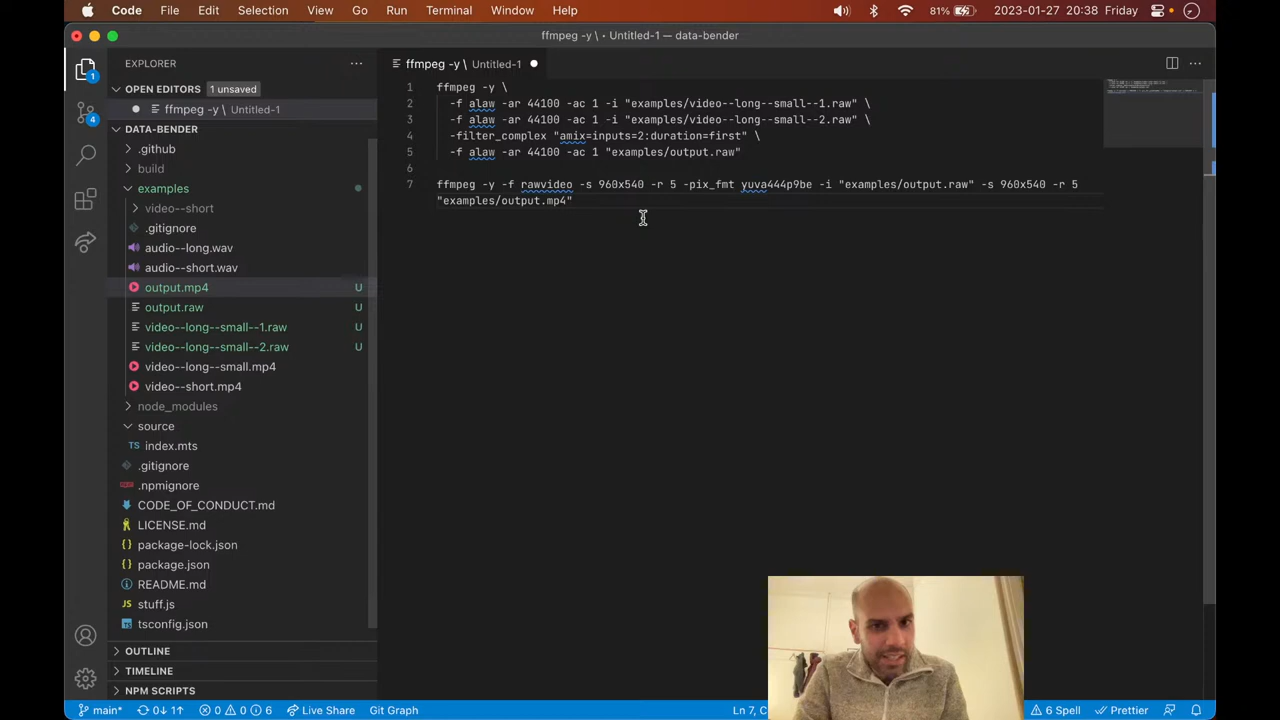 Code File Edit Selection View Go Run Terminal Window Help 81% 2023-01-27 20:38 Friday
ffmpeg -y \ • Untitled-1 — data-bender
EXPLORER
ffmpeg -y \ Untitled-1
OPEN EDITORS 1 unsaved
ffmpeg -y \ Untitled-1
DATA-BENDER
.github
build
examples
video--short
.gitignore
audio--long.wav
audio--short.wav
output.mp4 U
output.raw U
video--long--small--1.raw U
video--long--small--2.raw U
video--long--small.mp4
video--short.mp4
node_modules
source
TS index.mts
.gitignore
.npmignore
CODE_OF_CONDUCT.md
LICENSE.md
package-lock.json
package.json
README.md
JS stuff.js
tsconfig.json
OUTLINE
TIMELINE
NPM SCRIPTS
1
4
1 ffmpeg -y \
2 -f alaw -ar 44100 -ac 1 -i "examples/video--long--small--1.raw" \
3 -f alaw -ar 44100 -ac 1 -i "examples/video--long--small--2.raw" \
4 -filter_complex "amix=inputs=2:duration=first" \
5 -f alaw -ar 44100 -ac 1 "examples/output.raw"
6
7 ffmpeg -y -f rawvideo -s 960x540 -r 5 -pix_fmt yuva444p9be -i "examples/output.raw" -s 960x540 -r 5
"examples/output.mp4"
main* 0↓ 1↑ 0 0 6 Live Share Git Graph Ln 7, C 6 Spell Prettier